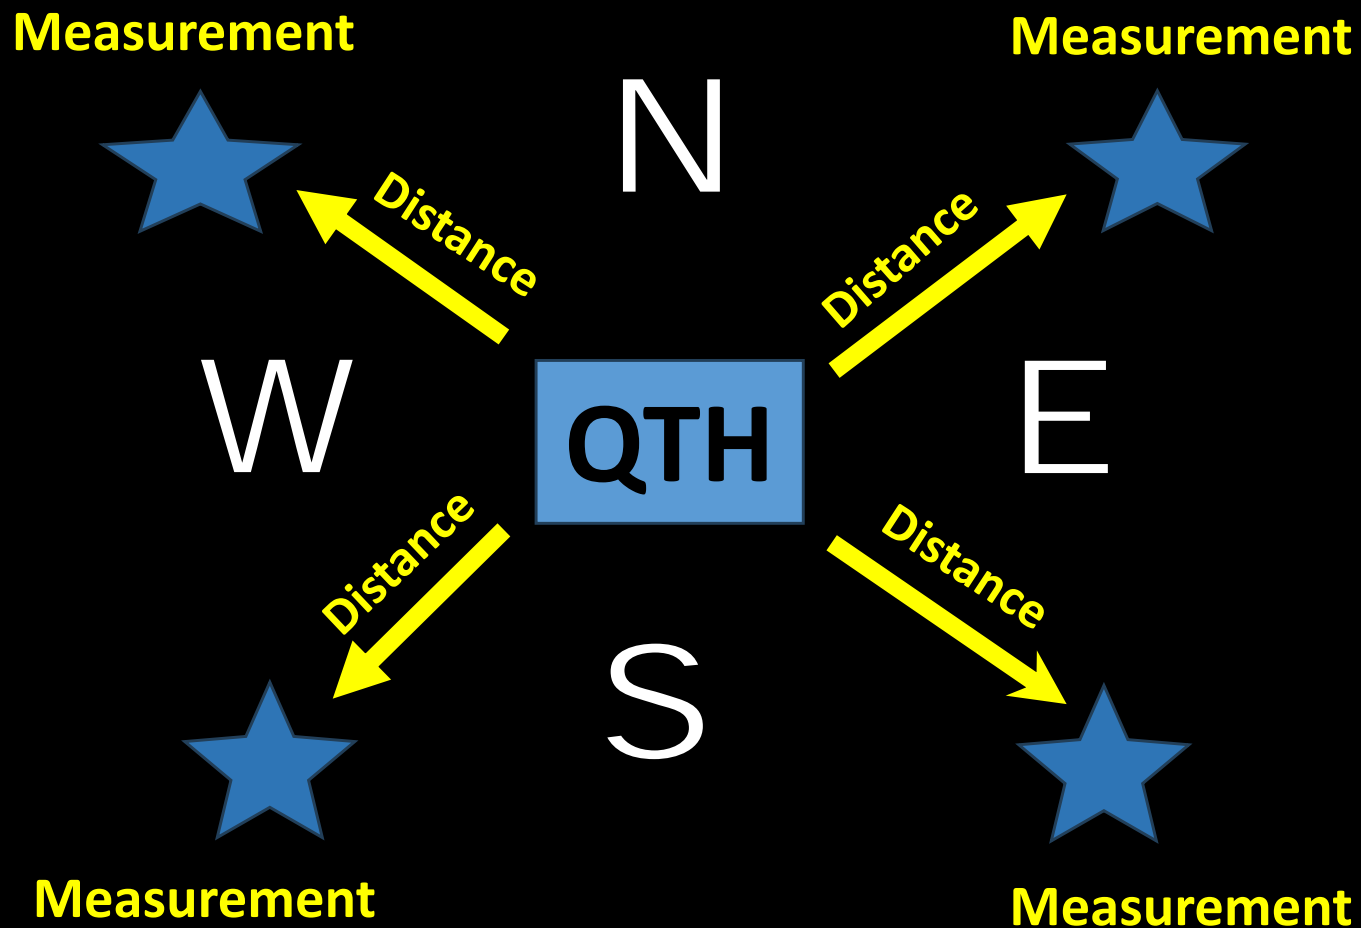 Measurement
Measurement
N
Distance
Distance
W
QTH
E
Distance
Distance
S
Measurement
Measurement